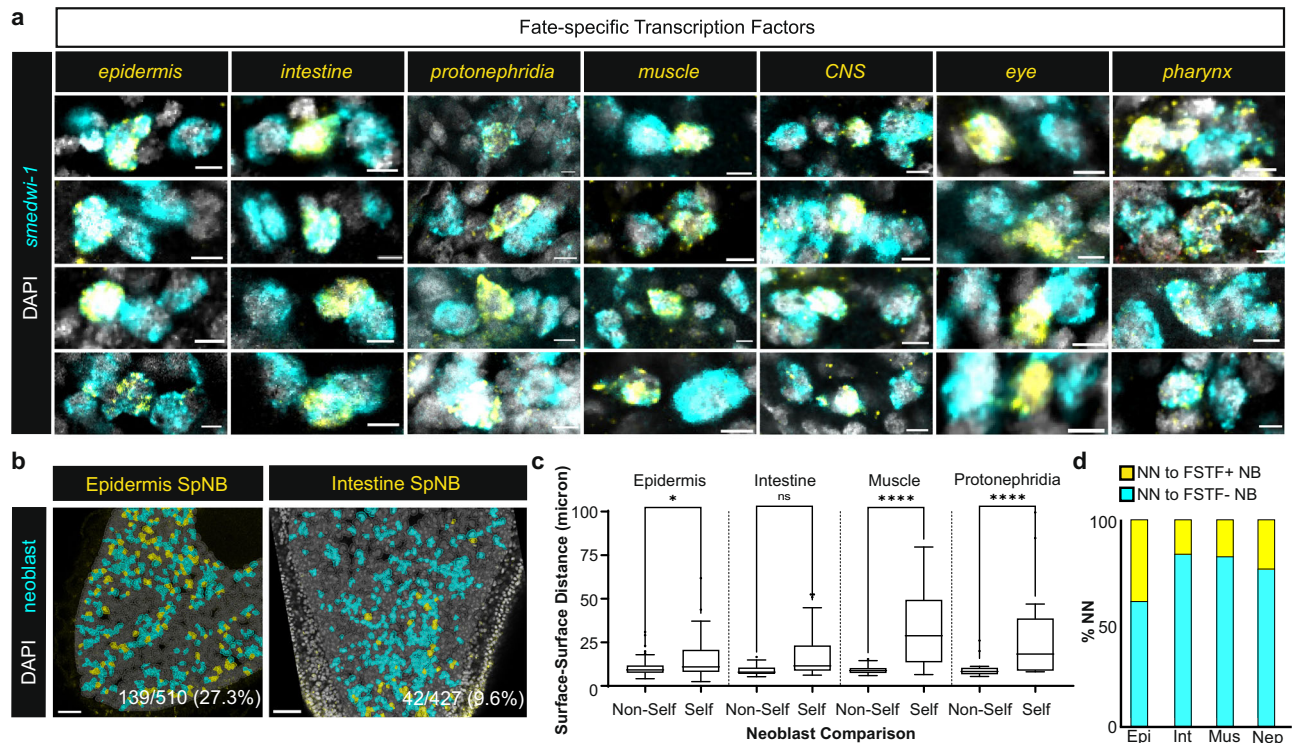 a
Fate-specific Transcription Factors
epidermis intestine protonephridia muscle CNS eye pharynx
DAPI smedwi-1
b
Epidermis SpNB Intestine SpNB
DAPI neoblast
139/510 (27.3%) 42/427 (9.6%)
c
Surface-Surface Distance (micron)
Epidermis Intestine Muscle Protonephridia
* ns **** ****
100
75
50
25
0
Non-Self Self Non-Self Self Non-Self Self Non-Self Self
Neoblast Comparison
d
NN to FSTF+ NB
NN to FSTF- NB
% NN
100
50
0
Epi Int Mus Nep